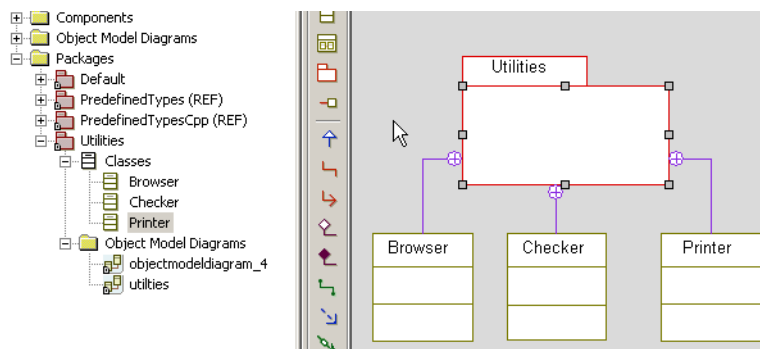 Components
Object Model Diagrams
Packages
Default
PredefinedTypes (REF)
PredefinedTypesCpp (REF)
Utilities
Classes
Browser
Checker
Printer
Object Model Diagrams
objectmodeldiagram_4
utilties
Utilities
Browser
Checker
Printer